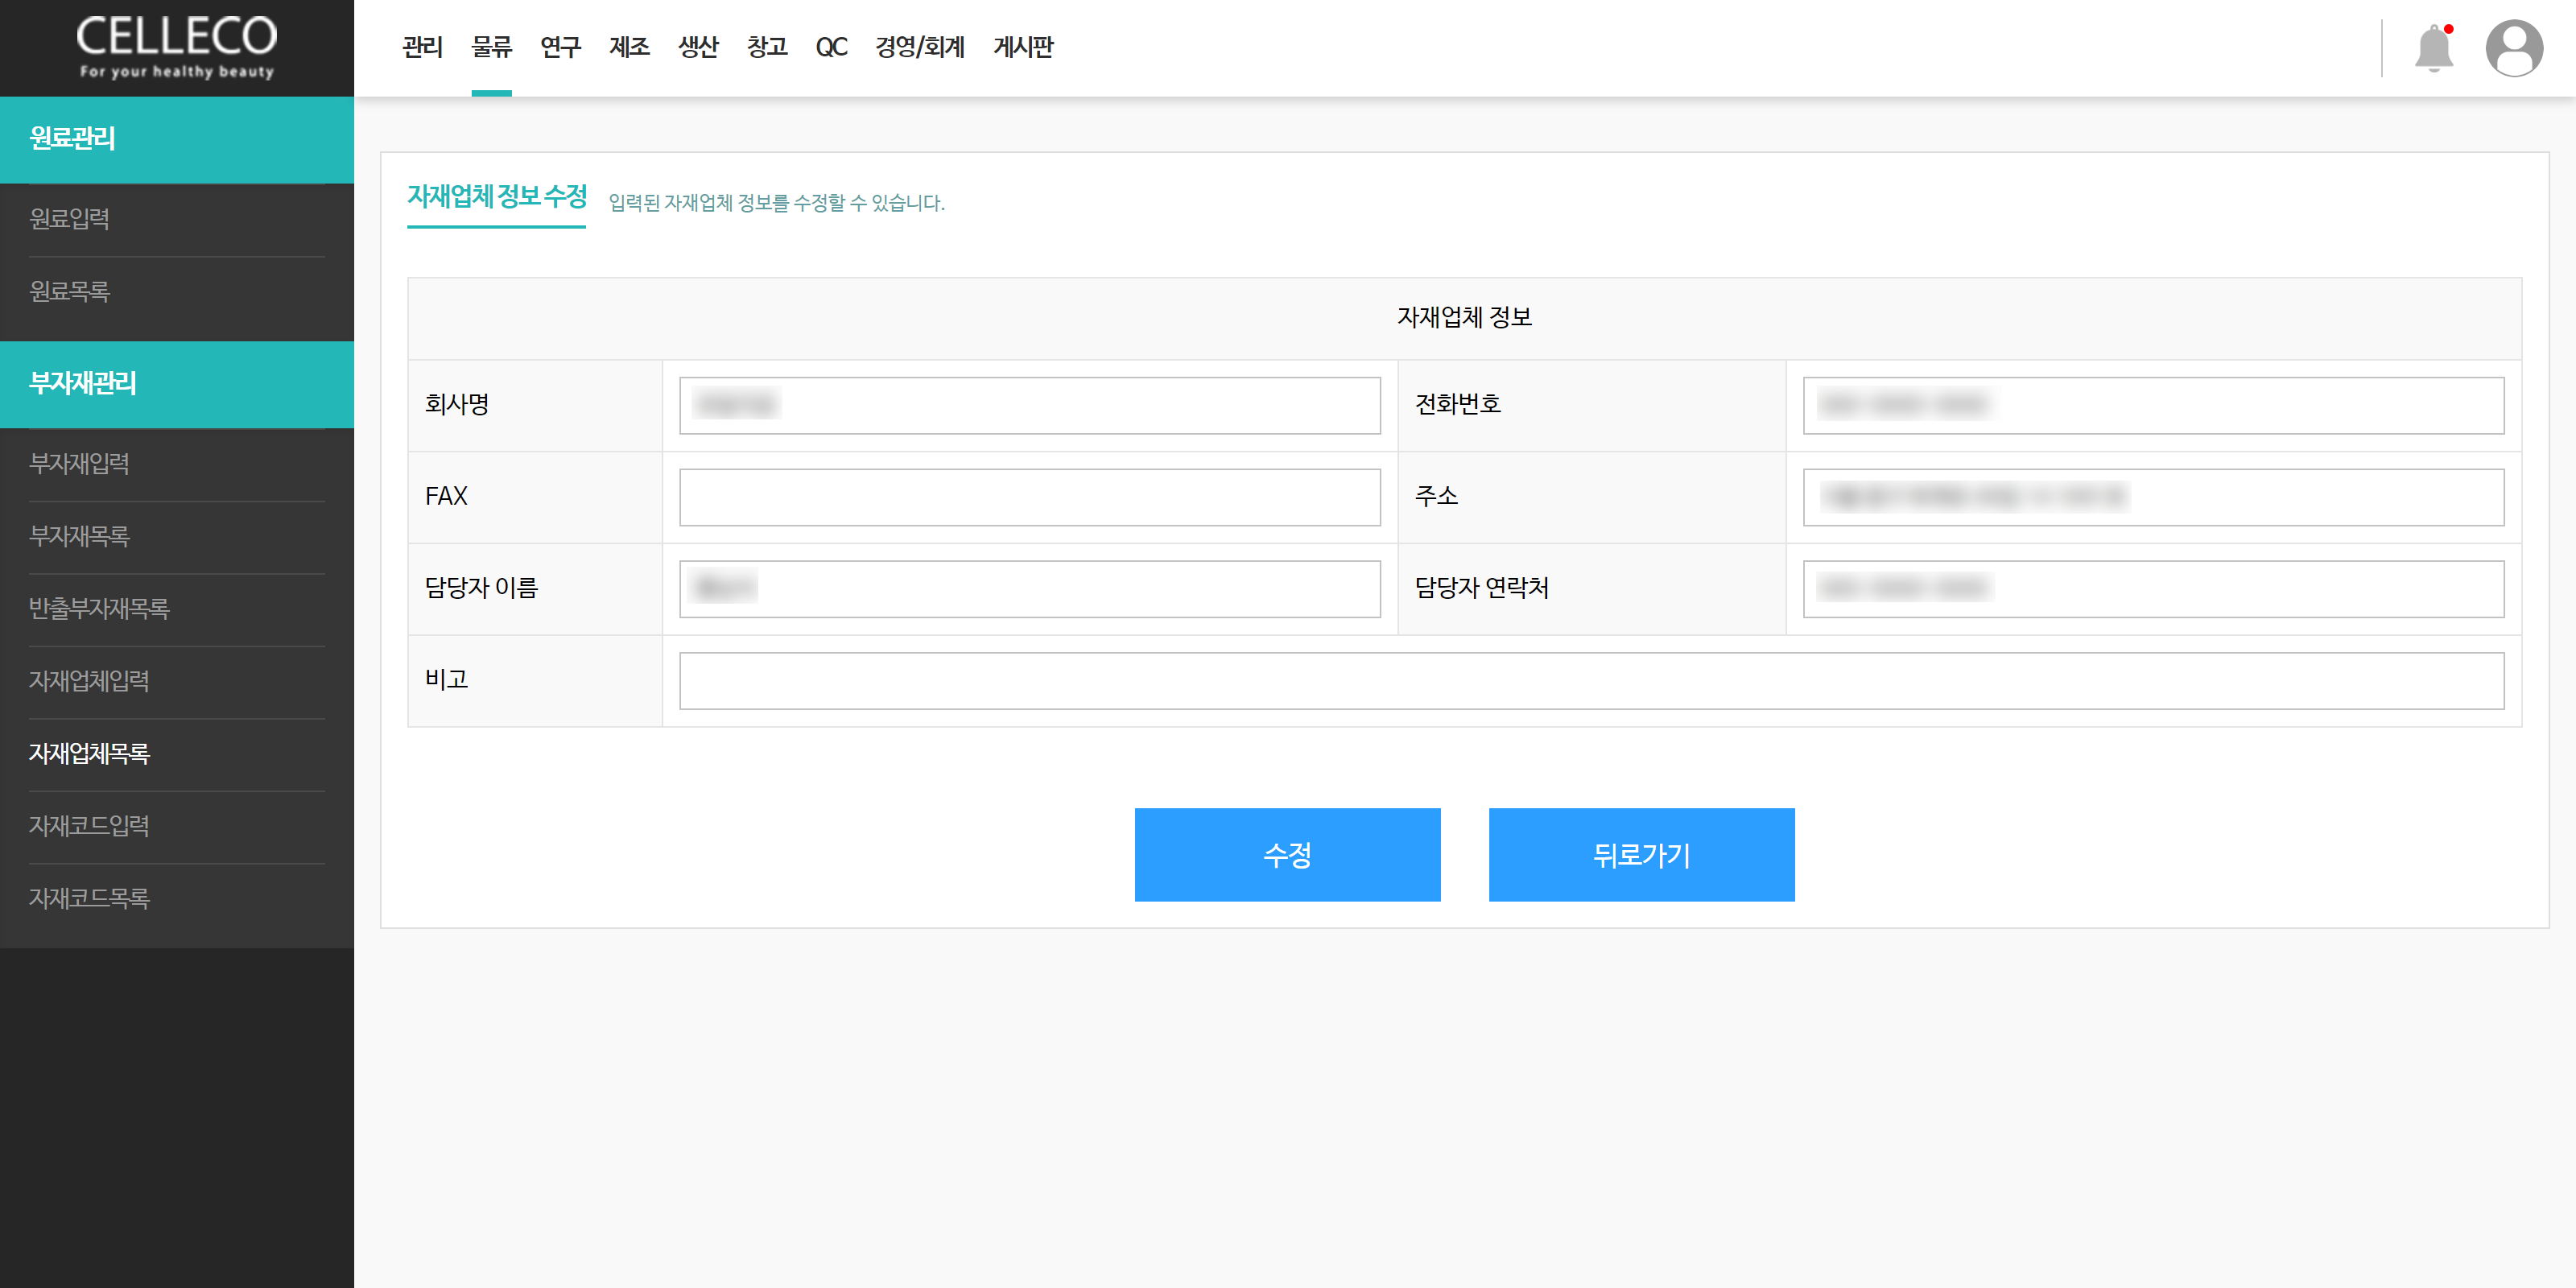 CELLECO
For your healthy beauty
관리 물류 연구 제조 생산 창고 QC 경영/회계 게시판
원료관리
원료입력
원료목록
부자재관리
부자재입력
부자재목록
반출부자재목록
자재업체입력
자재업체목록
자재코드입력
자재코드목록
자재업체 정보 수정 입력된 자재업체 정보를 수정할 수 있습니다.
자재업체 정보
회사명 전화번호
FAX 주소
담당자 이름 담당자 연락처
비고
수정 뒤로가기